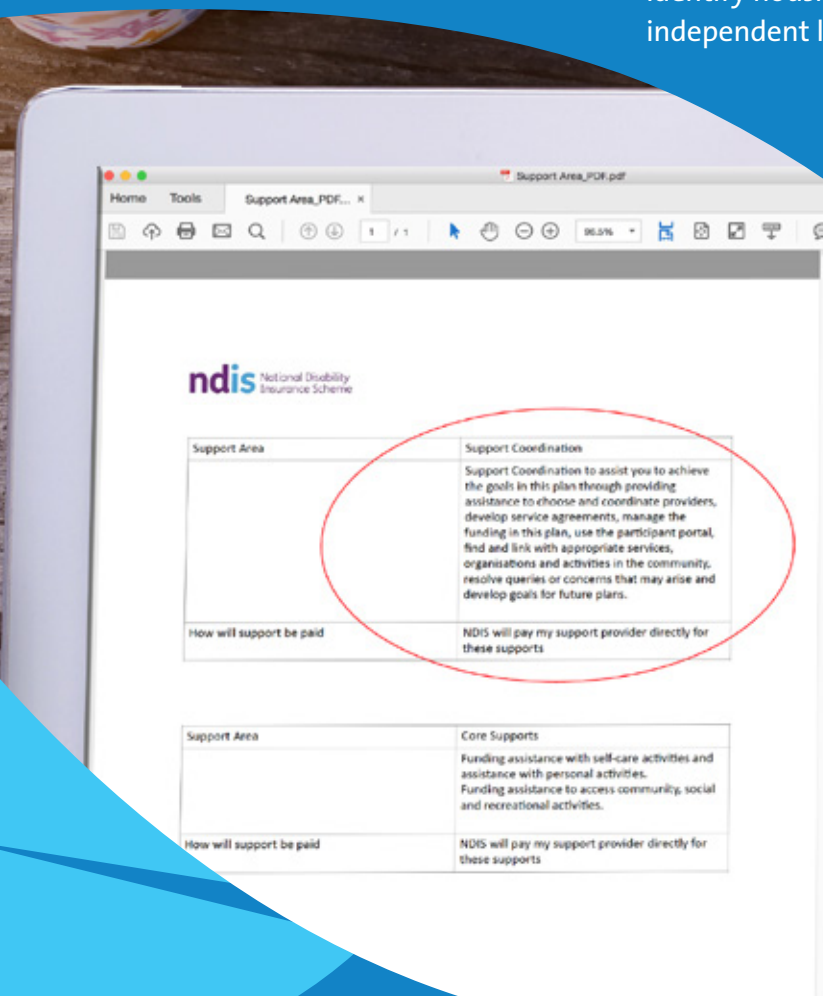 identify hous
independent l
Support Area_PDF.pdf
Home Tools Support Area_PDF... ×
1 / 1 96.5%
ndis National Disability
Insurance Scheme
Support Area Support Coordination
Support Coordination to assist you to achieve
the goals in this plan through providing
assistance to choose and coordinate providers,
develop service agreements, manage the
funding in this plan, use the participant portal,
find and link with appropriate services,
organisations and activities in the community,
resolve queries or concerns that may arise and
develop goals for future plans.
How will support be paid NDIS will pay my support provider directly for
these supports
Support Area Core Supports
Funding assistance with self-care activities and
assistance with personal activities.
Funding assistance to access community, social
and recreational activities.
How will support be paid NDIS will pay my support provider directly for
these supports